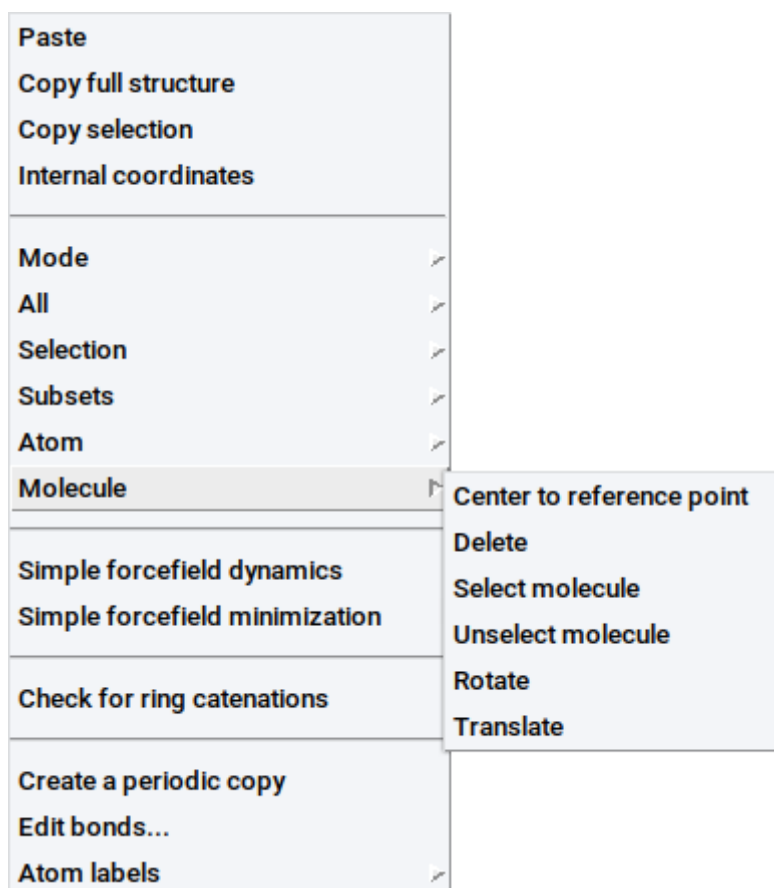 Paste
Copy full structure
Copy selection
Internal coordinates
Mode
All
Selection
Subsets
Atom
Molecule
Center to reference point
Delete
Select molecule
Unselect molecule
Rotate
Translate
Simple forcefield dynamics
Simple forcefield minimization
Check for ring catenations
Create a periodic copy
Edit bonds...
Atom labels